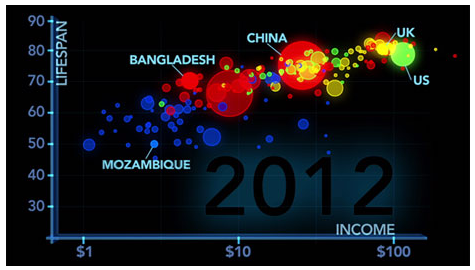 90
LIFESPAN
80
70
60
50
40
30
CHINA
UK
BANGLADESH
US
MOZAMBIQUE
2012
INCOME
$1
$10
$100